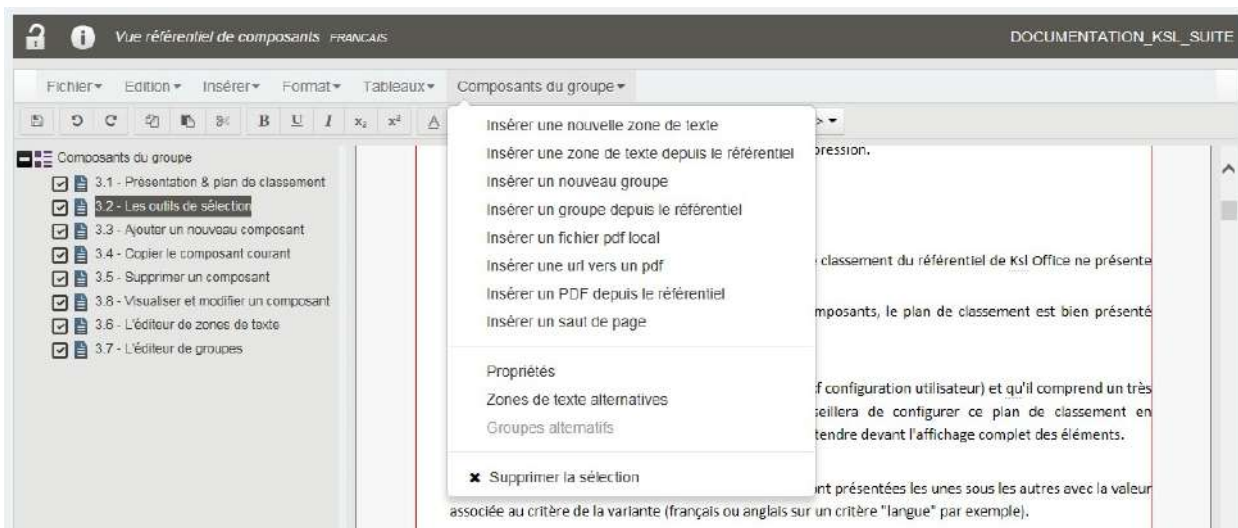 Vue référentiel de composants FRANCAIS
DOCUMENTATION_KSL_SUITE
Fichier Edition Insérer Format Tableaux Composants du groupe
B U I x₂ x² A >
Composants du groupe
3.1 - Présentation & plan de classement
3.2 - Les outils de sélection
3.3 - Ajouter un nouveau composant
3.4 - Copier le composant courant
3.5 - Supprimer un composant
3.8 - Visualiser et modifier un composant
3.6 - L'éditeur de zones de texte
3.7 - L'éditeur de groupes
Insérer une nouvelle zone de texte
Insérer une zone de texte depuis le référentiel
Insérer un nouveau groupe
Insérer un groupe depuis le référentiel
Insérer un fichier pdf local
Insérer une url vers un pdf
Insérer un PDF depuis le référentiel
Insérer un saut de page
Propriétés
Zones de texte alternatives
Groupes alternatifs
Supprimer la sélection
pression.
classement du référentiel de Ksl Office ne présente
mposants, le plan de classement est bien présenté
f configuration utilisateur) et qu'il comprend un très
seillera de configurer ce plan de classement en
tendre devant l'affichage complet des éléments.
nt présentées les unes sous les autres avec la valeur
associée au critère de la variante (français ou anglais sur un critère "langue" par exemple).